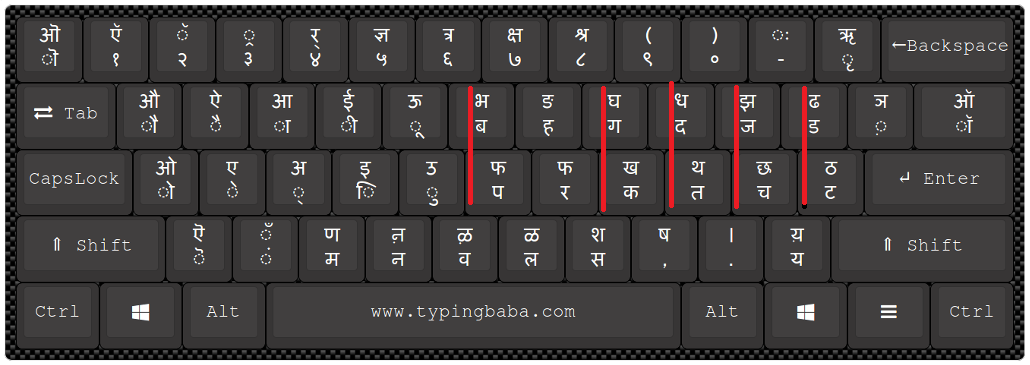 ऒ ऍ ॅ ्र र् ज्ञ त्र क्ष श्र ( ) ः ऋ ←Backspace
ॊ १ २ ३ ४ ५ ६ ७ ८ ९ ० - ृ
Tab औ ऐ आ ई ऊ भ ङ घ ध झ ढ ञ ऑ
ौ ै ा ी ू ब ह ग द ज ड ़ ॉ
CapsLock ओ ए अ इ उ फ फ ख थ छ ठ Enter
ो े ् ि ु प र क त च ट
Shift ऎ ँ ण ऩ ऴ ळ श ष । य़ Shift
ॆ ं म न व ल स , . य
Ctrl Alt www.typingbaba.com Alt Ctrl